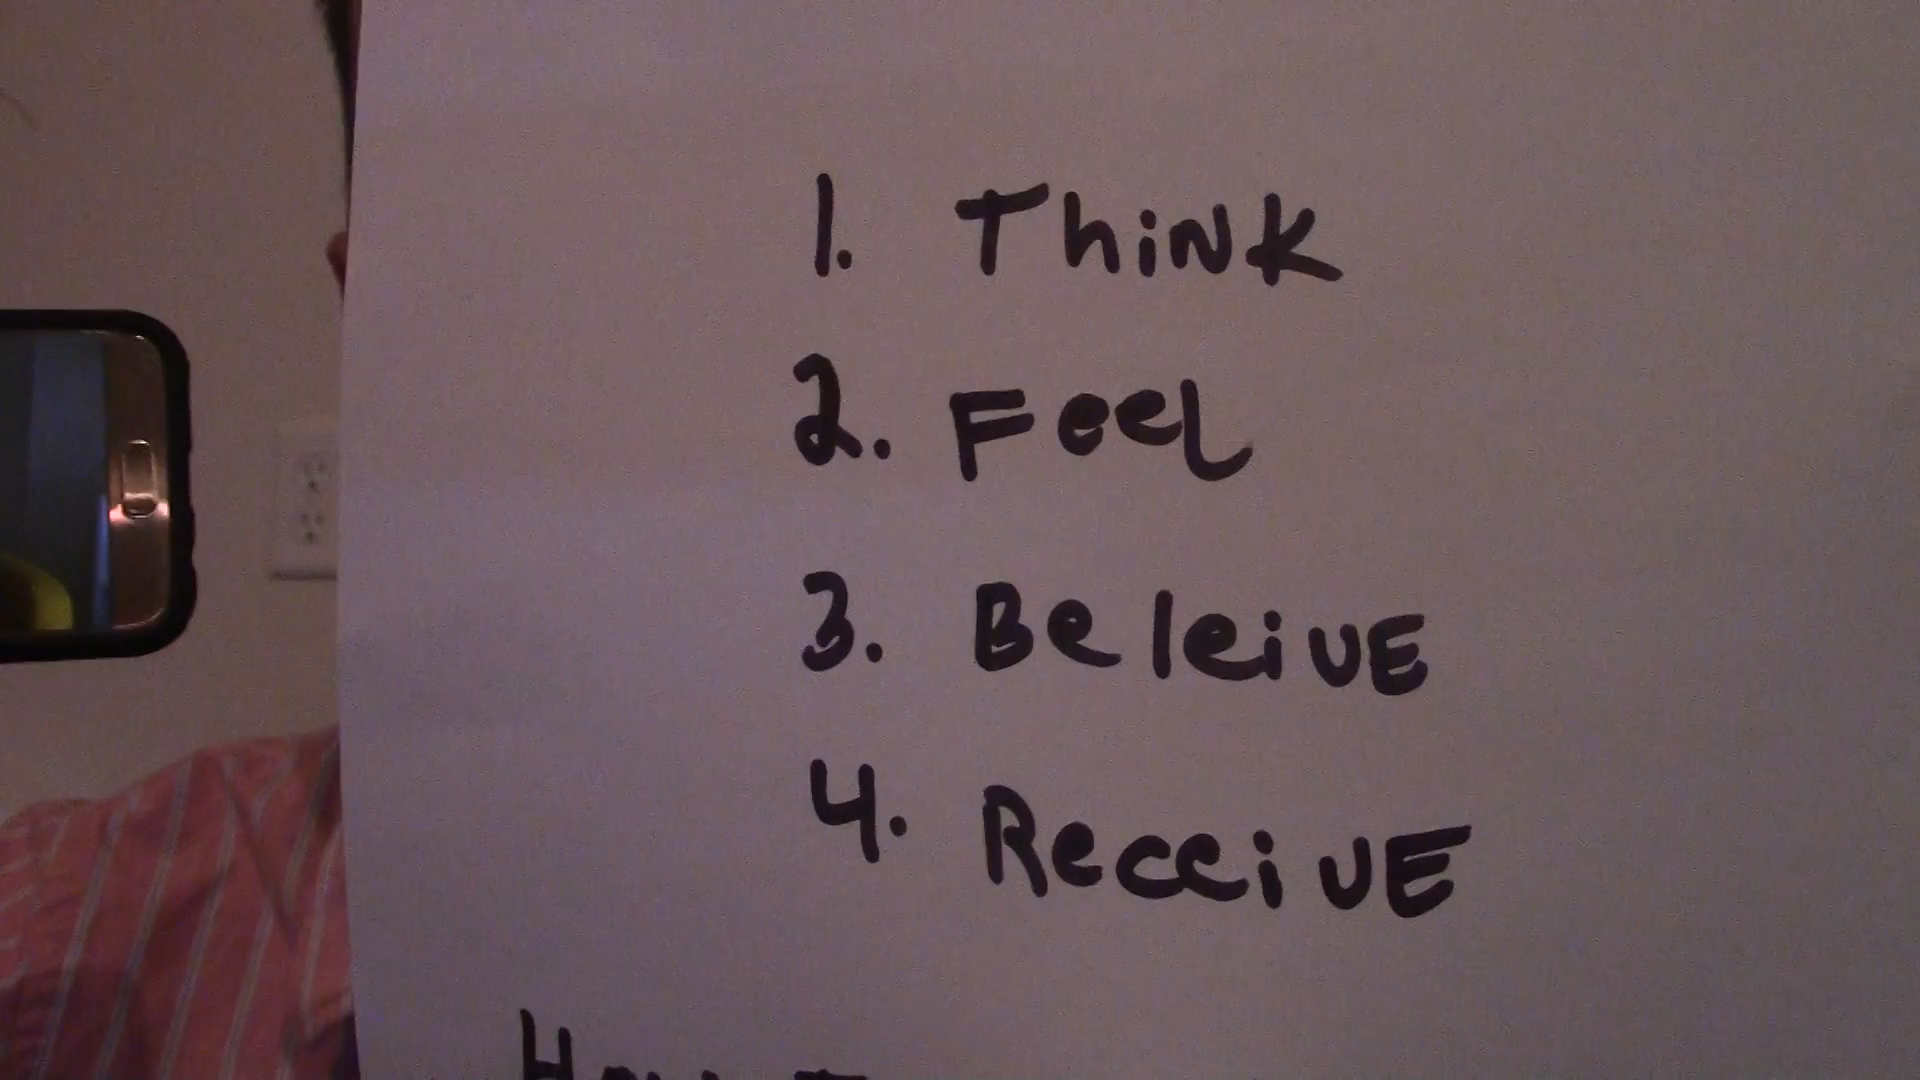 1. Think
2. Feel
3. Beleive
4. Receive